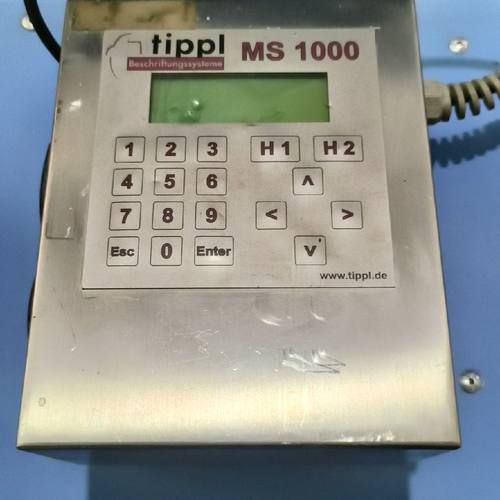 tippl
Beschriftungssysteme
MS 1000
1 2 3 H1 H2
4 5 6 ^
7 8 9 < >
Esc 0 Enter v
www.tippl.de